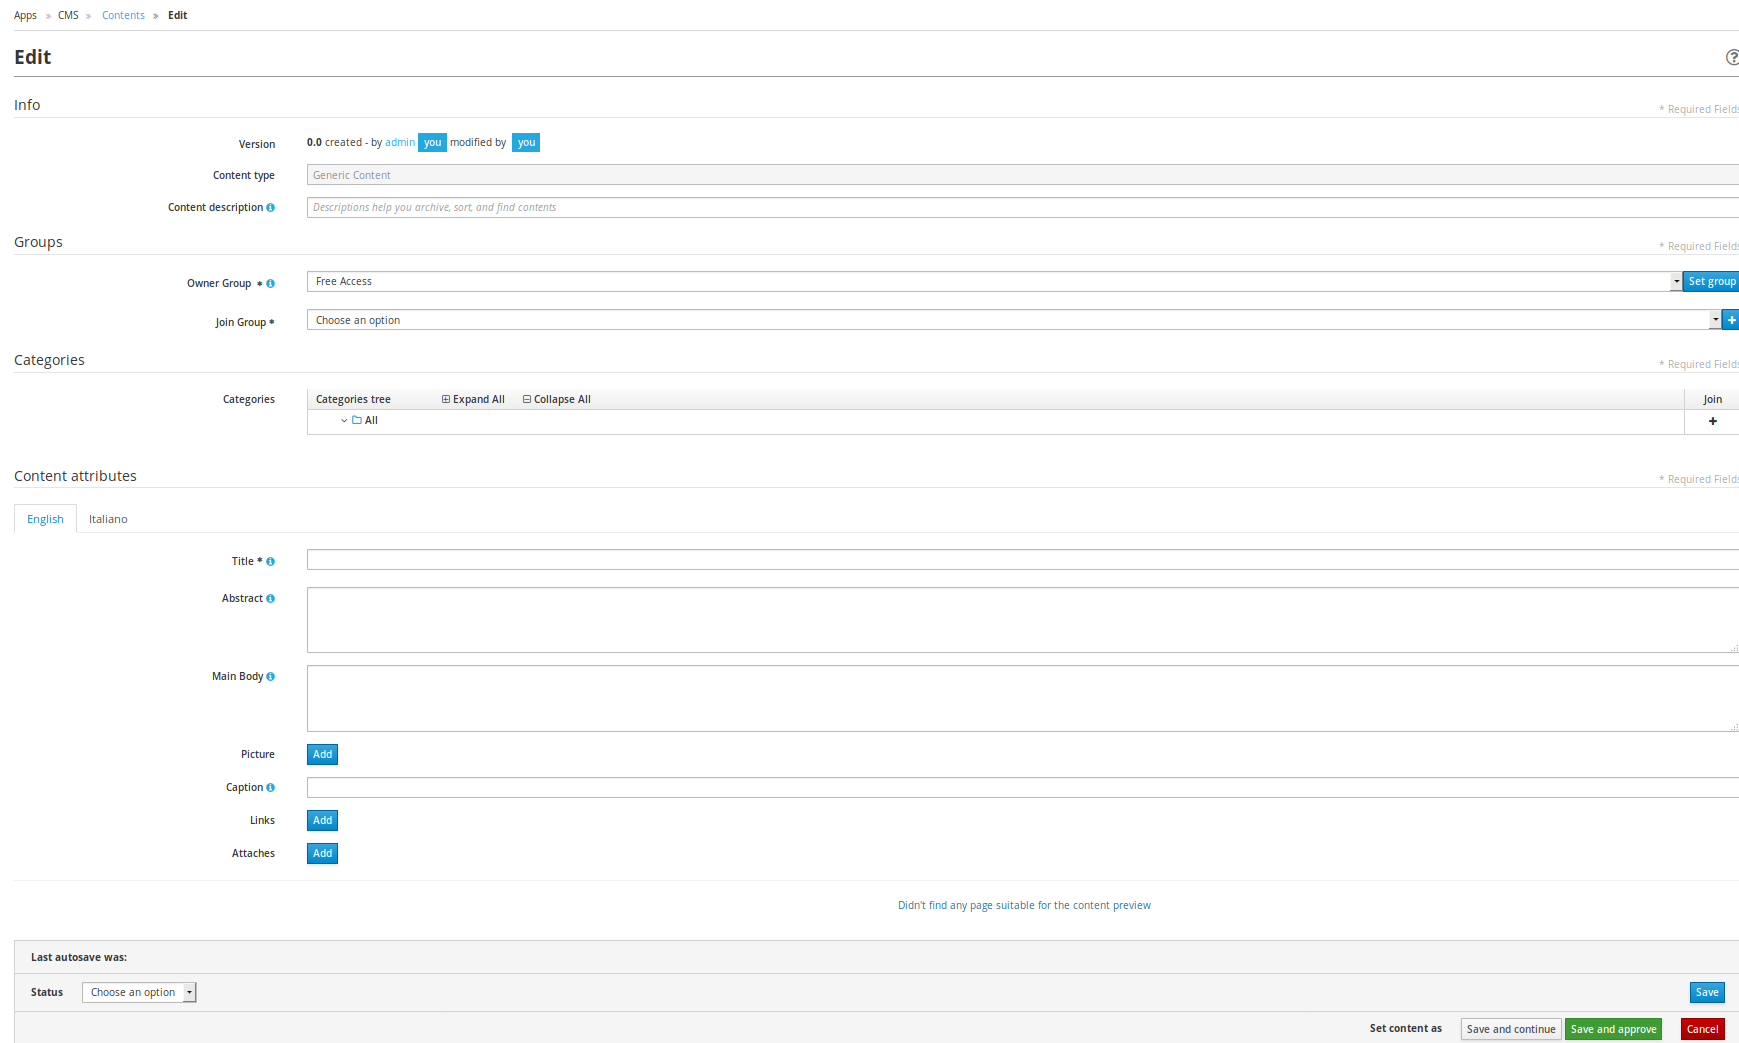 Apps » CMS » Contents » Edit
Edit
Info
* Required Fields
Version 0.0 created - by admin you modified by you
Content type Generic Content
Content description Descriptions help you archive, sort, and find contents
Groups
* Required Fields
Owner Group * Free Access Set group
Join Group * Choose an option +
Categories
* Required Fields
Categories Categories tree Expand All Collapse All Join
All +
Content attributes
* Required Fields
English Italiano
Title *
Abstract
Main Body
Picture Add
Caption
Links Add
Attaches Add
Didn't find any page suitable for the content preview
Last autosave was:
Status Choose an option Save
Set content as Save and continue Save and approve Cancel